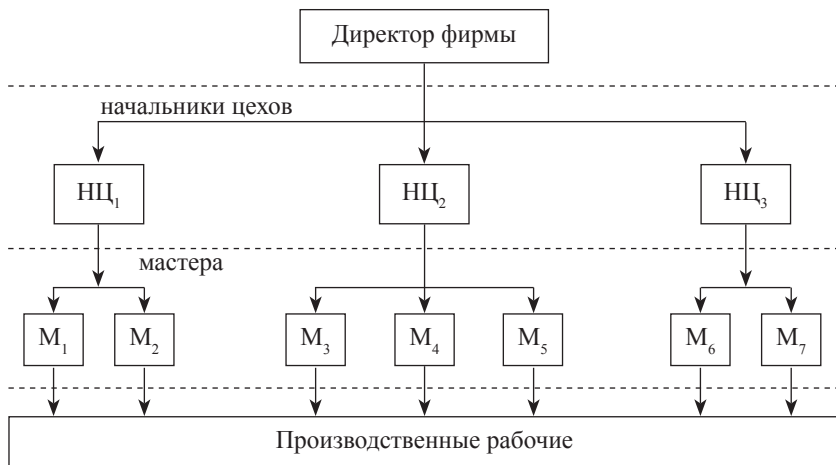 Директор фирмы
начальники цехов
НЦ₁ НЦ₂ НЦ₃
мастера
М₁ М₂ М₃ М₄ М₅ М₆ М₇
Производственные рабочие